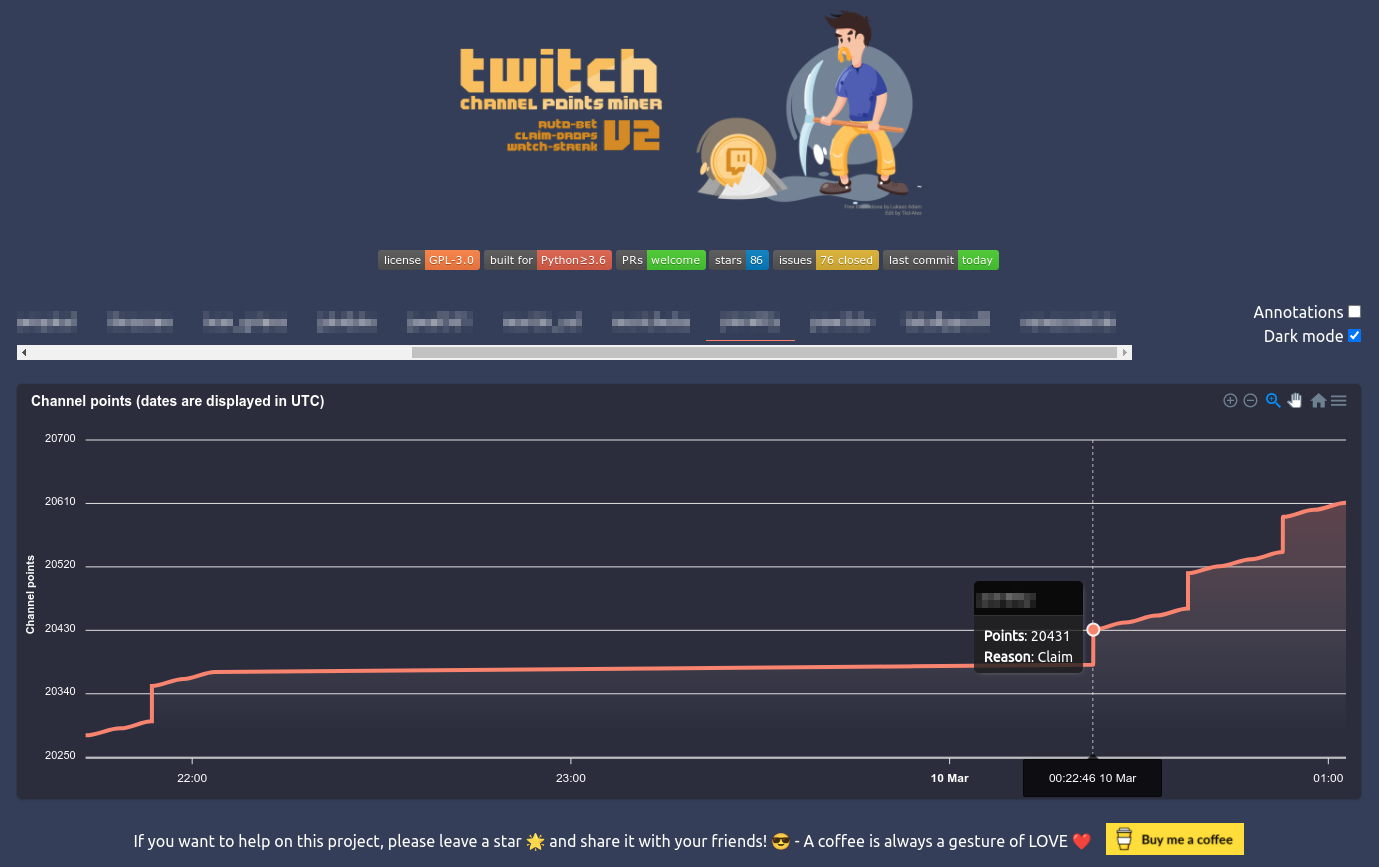 twitch
CHANNEL POINTS MINER
AUTO-BET
CLAIM-DROPS
WATCH-STREAK
V2
license GPL-3.0 built for Python≥3.6 PRs welcome stars 86 issues 76 closed last commit today
Annotations
Dark mode
Channel points (dates are displayed in UTC)
20700
20610
20520
20430
20340
20250
Channel points
Points: 20431
Reason: Claim
22:00 23:00 10 Mar 00:22:46 10 Mar 01:00
If you want to help on this project, please leave a star 🌟 and share it with your friends! 😎 - A coffee is always a gesture of LOVE ❤️ Buy me a coffee